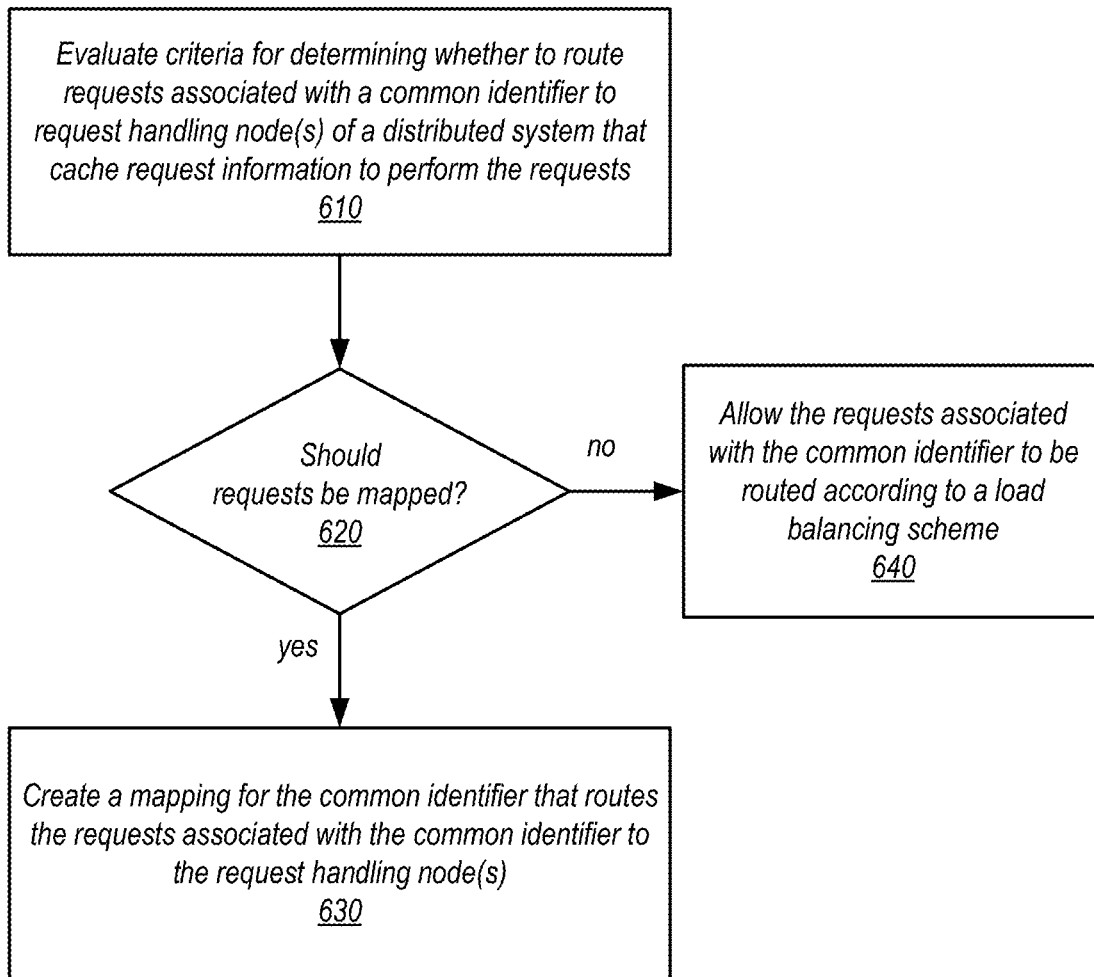 Evaluate criteria for determining whether to route
requests associated with a common identifier to
request handling node(s) of a distributed system that
cache request information to perform the requests
610
Should
requests be mapped?
620
no
Allow the requests associated
with the common identifier to be
routed according to a load
balancing scheme
640
yes
Create a mapping for the common identifier that routes
the requests associated with the common identifier to
the request handling node(s)
630